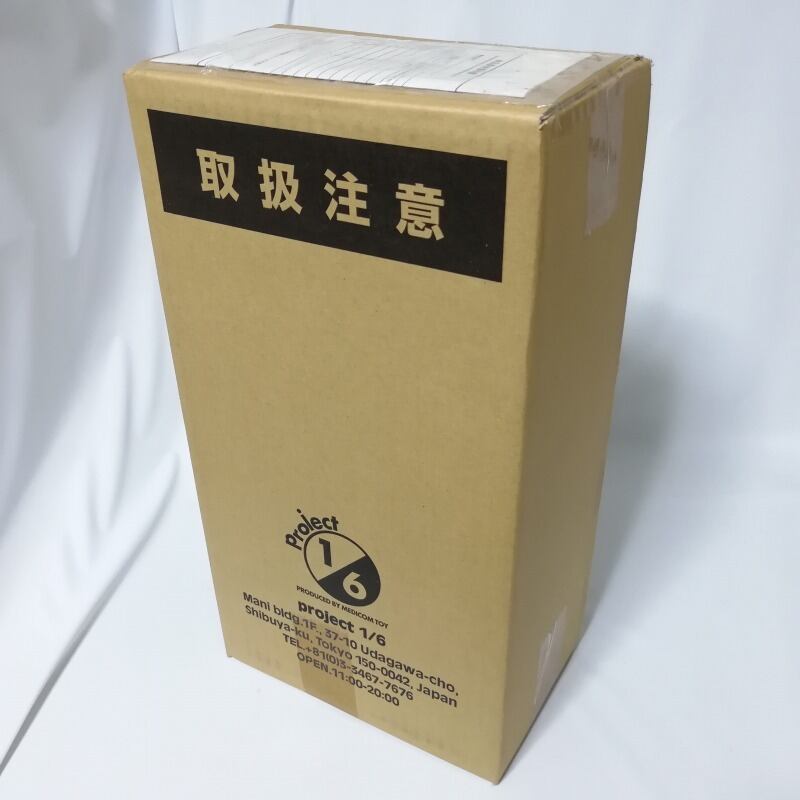 取扱注意
project
1/6
PRODUCED BY MEDICOM TOY
project 1/6
Mani bldg.1F., 37-10 Udagawa-cho,
Shibuya-ku, Tokyo 150-0042, Japan
TEL.+81(0)3-3467-7676
OPEN.11:00-20:00